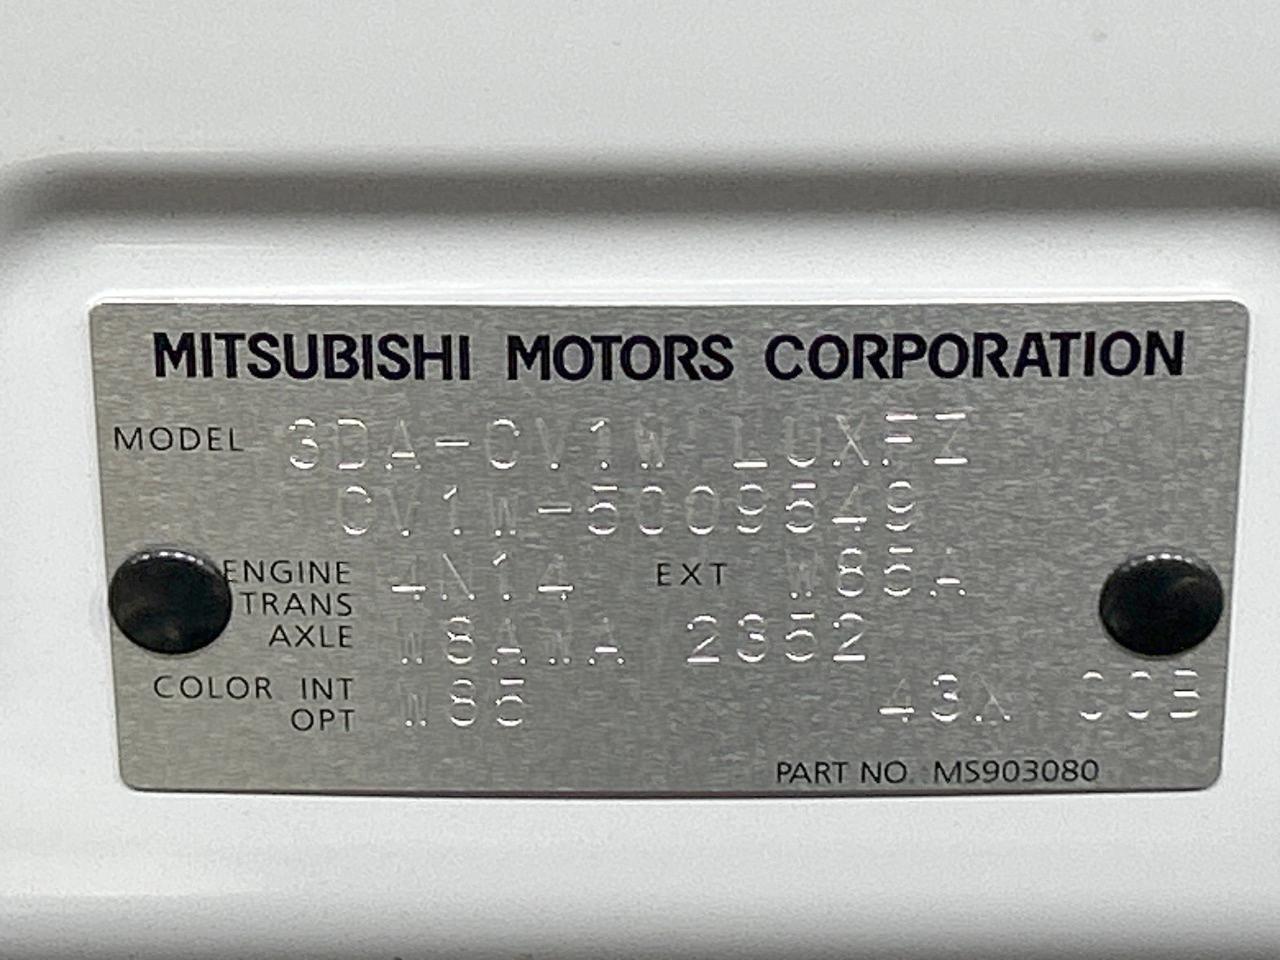 MITSUBISHI MOTORS CORPORATION
MODEL 3DA-CV1W LUXFZ
CV1W-5009549
ENGINE 4N14 EXT W85A
TRANS
AXLE W8AWA 2352
COLOR INT W85 43X 00B
OPT
PART NO. MS903080